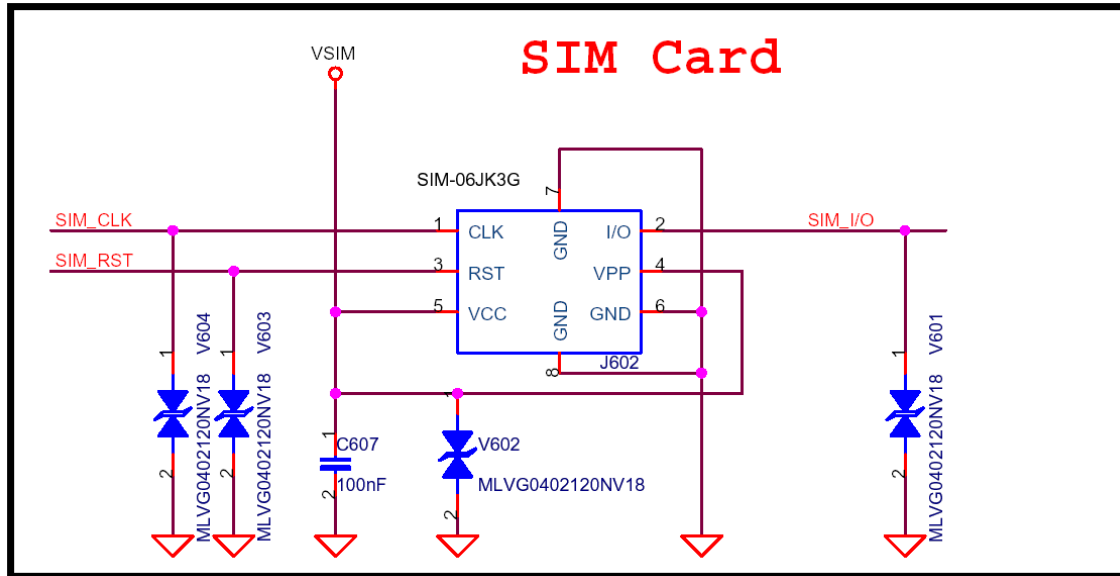 SIM Card
VSIM
SIM-06JK3G
7
SIM_CLK
1
CLK
GND
I/O
2
SIM_I/O
SIM_RST
3
RST
VPP
4
5
VCC
GND
GND
6
8
J602
1
V604
MLVG0402120NV18
2
1
V603
MLVG0402120NV18
2
1
C607
100nF
2
1
V602
MLVG0402120NV18
2
1
V601
MLVG0402120NV18
2